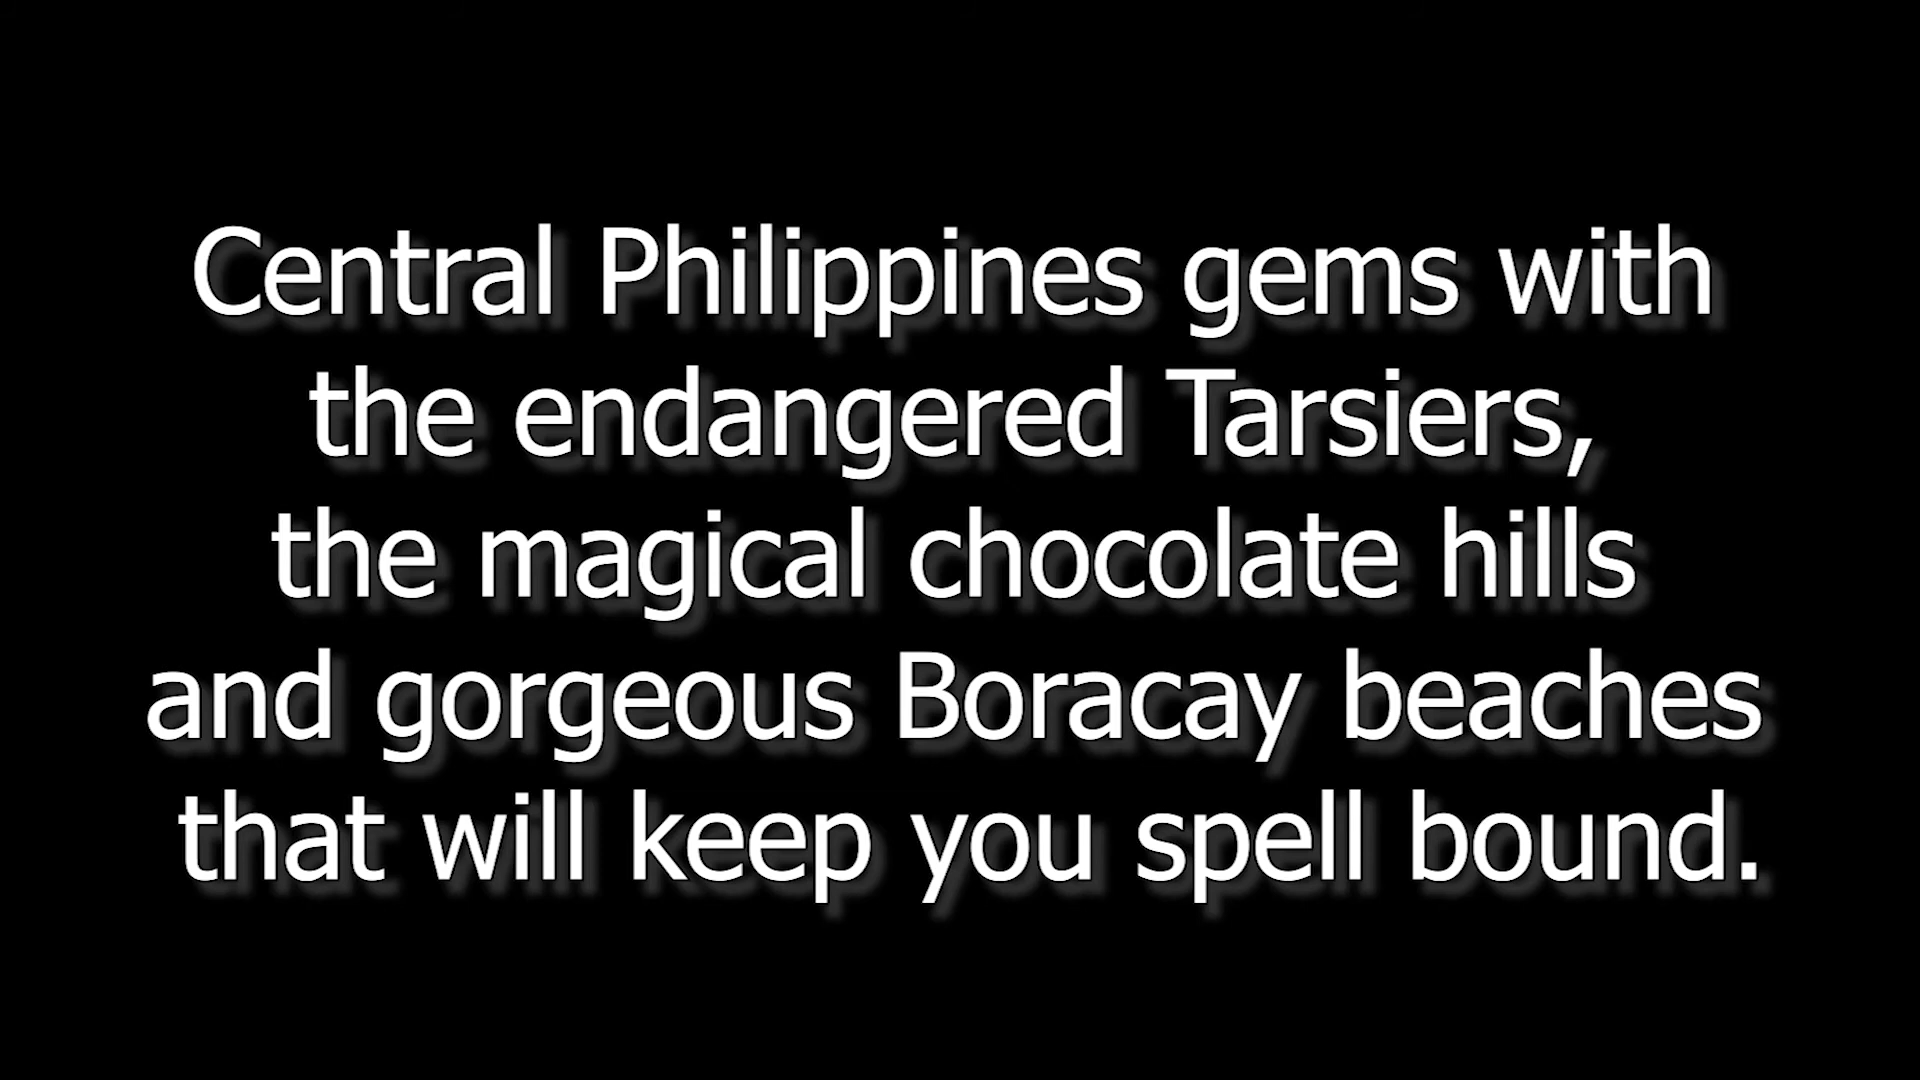 Central Philippines gems with
the endangered Tarsiers,
the magical chocolate hills
and gorgeous Boracay beaches
that will keep you spell bound.